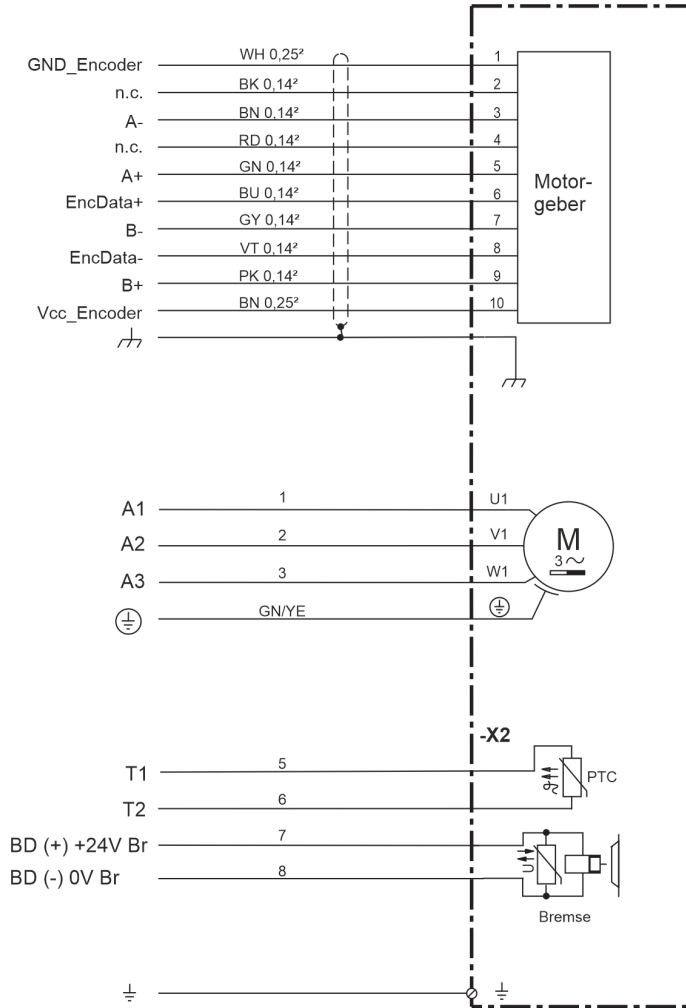 GND_Encoder WH 0,25² 1
n.c. BK 0,14² 2
A- BN 0,14² 3
n.c. RD 0,14² 4
A+ GN 0,14² 5
EncData+ BU 0,14² 6
B- GY 0,14² 7
EncData- VT 0,14² 8
B+ PK 0,14² 9
Vcc_Encoder BN 0,25² 10
Motor-
geber
A1 1 U1
A2 2 V1
A3 3 W1
GN/YE
M
3~
-X2
T1 5
PTC
T2 6
BD (+) +24V Br 7
BD (-) 0V Br 8
U
Bremse